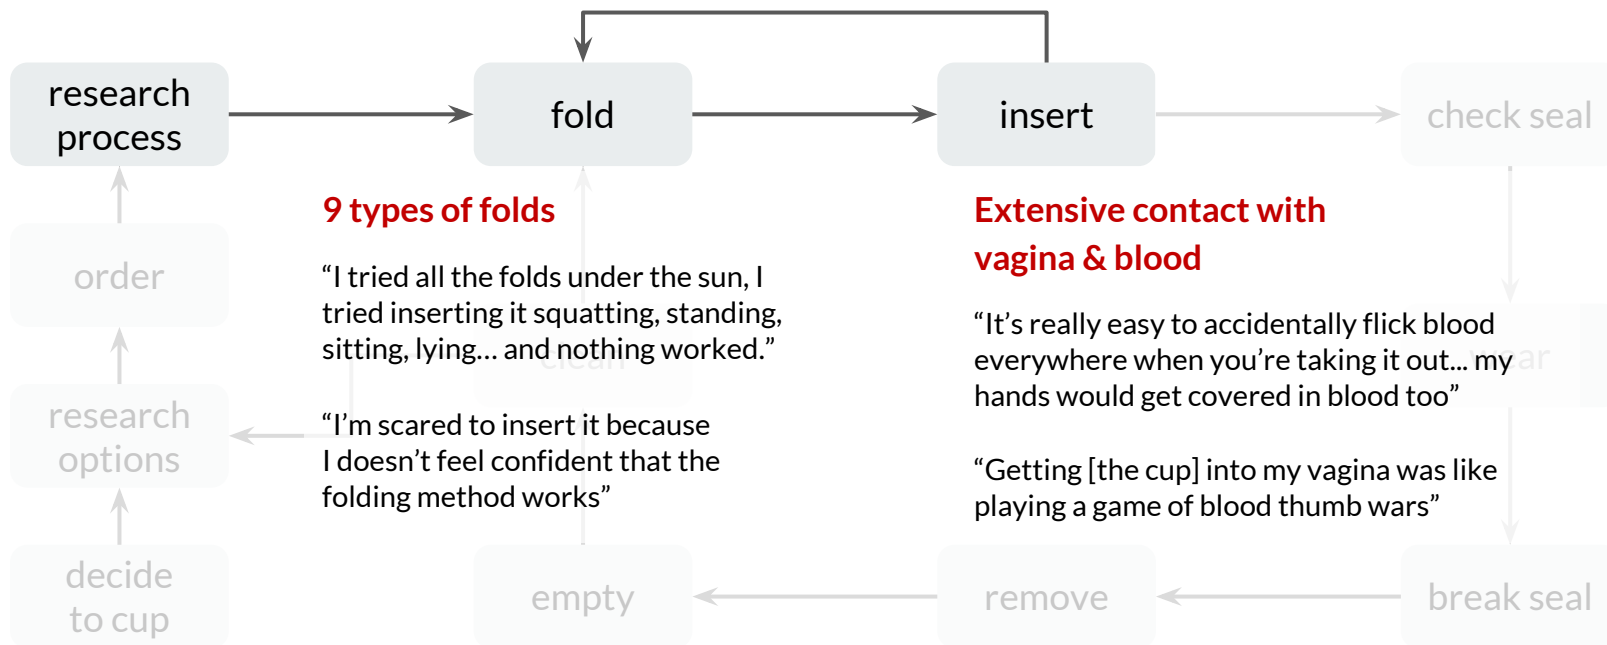 research
process
fold
insert
check seal
9 types of folds
“I tried all the folds under the sun, I
tried inserting it squatting, standing,
sitting, lying... and nothing worked.”
“I’m scared to insert it because
I doesn’t feel confident that the
folding method works”
Extensive contact with
vagina & blood
“It’s really easy to accidentally flick blood
everywhere when you’re taking it out... my
hands would get covered in blood too”
“Getting [the cup] into my vagina was like
playing a game of blood thumb wars”
order
research
options
decide
to cup
clean
empty
remove
break seal